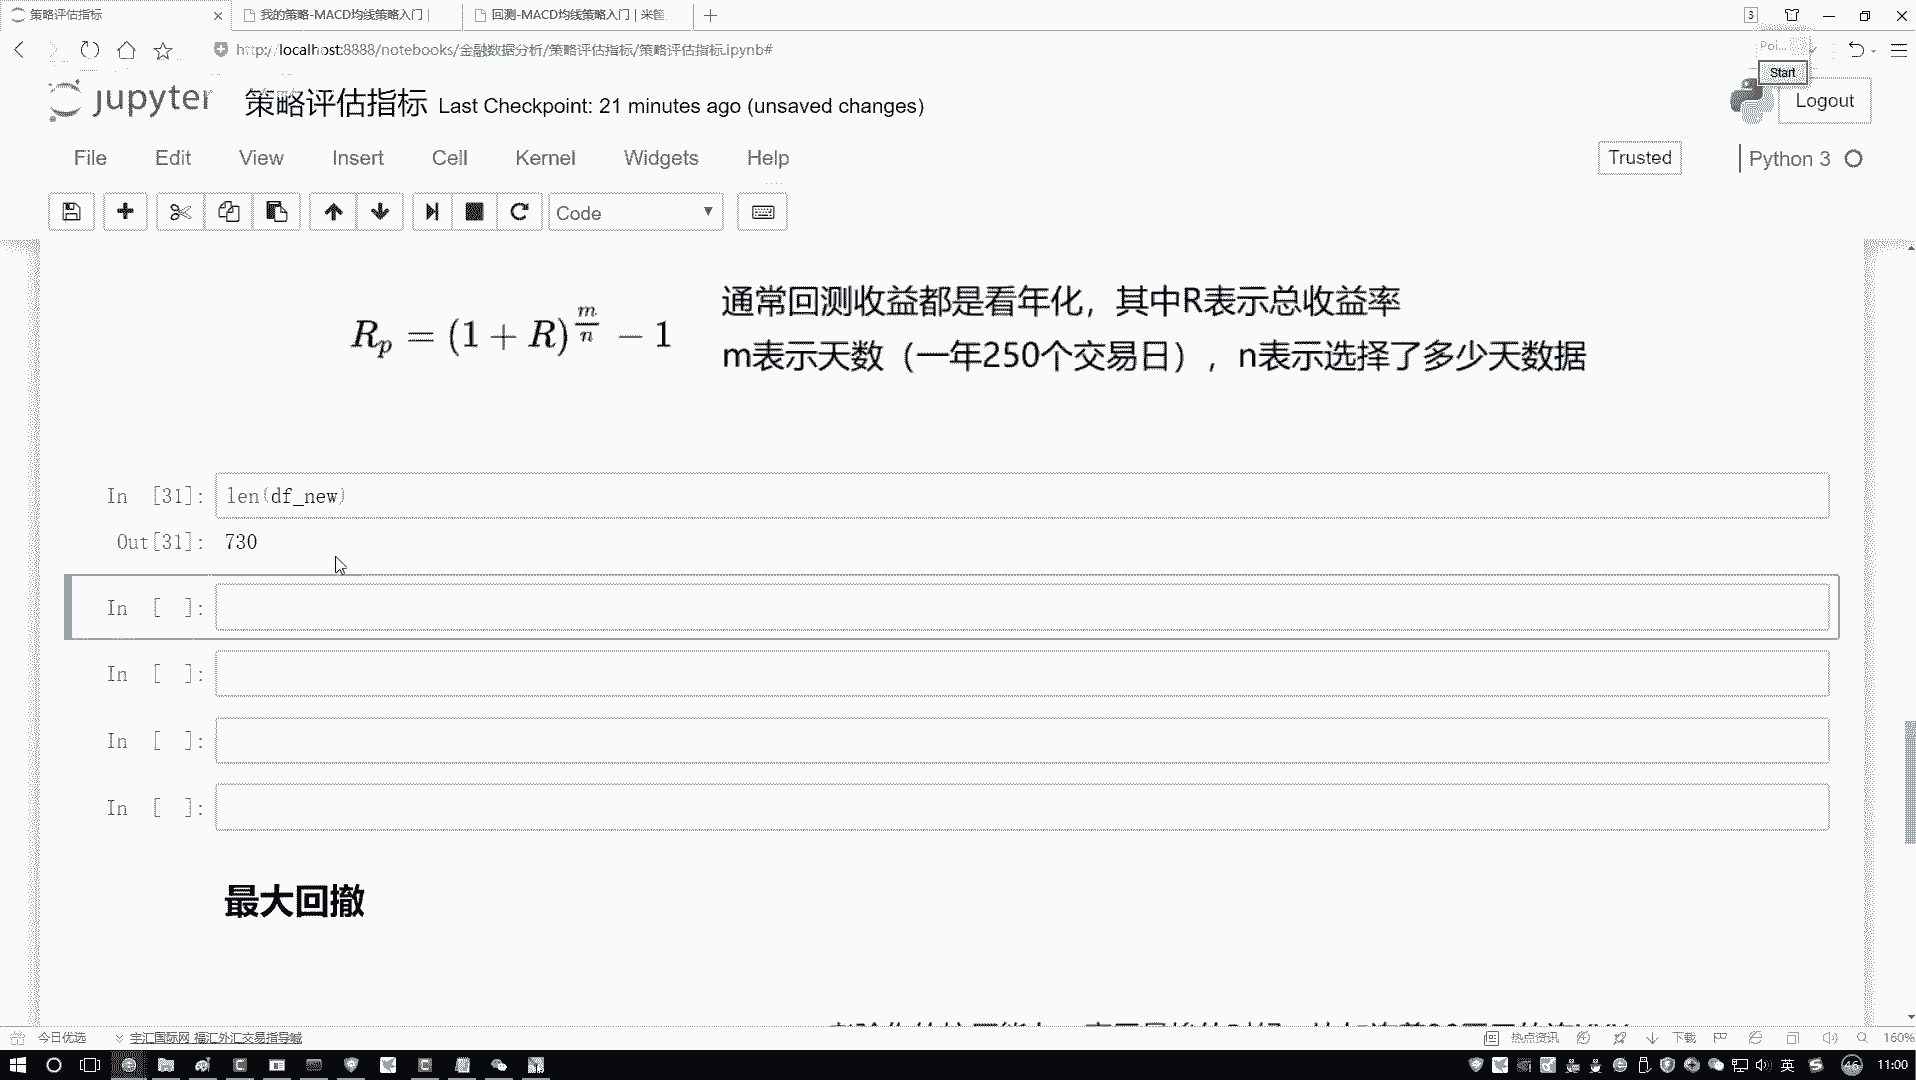 策略评估指标
我的策略-MACD均线策略入门 |
回测-MACD均线策略入门 | 米筐
3
http://localhost:8888/notebooks/金融数据分析/策略评估指标/策略评估指标.ipynb#
Poi...
Start
jupyter 策略评估指标 Last Checkpoint: 21 minutes ago (unsaved changes)
Logout
File Edit View Insert Cell Kernel Widgets Help
Trusted
Python 3
Code
R_p = (1 + R)^{m/n} − 1
通常回测收益都是看年化，其中R表示总收益率
m表示天数（一年250个交易日），n表示选择了多少天数据
In [31]: len(df_new)
Out[31]: 730
In [ ]:
In [ ]:
In [ ]:
In [ ]:
最大回撤
今日优选
宇汇国际网 福汇外汇交易指导喊
热点资讯
下载
160%
英
46
11:00